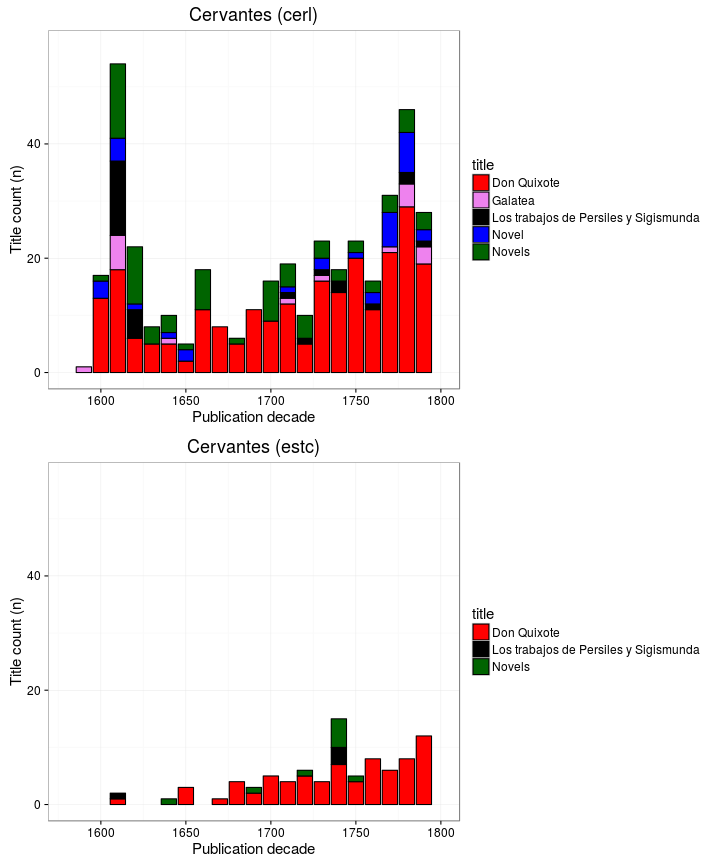 Cervantes (cerl)
Title count (n)
40
20
0
1600
1650
1700
1750
1800
Publication decade
title
Don Quixote
Galatea
Los trabajos de Persiles y Sigismunda
Novel
Novels
Cervantes (estc)
Title count (n)
40
20
0
1600
1650
1700
1750
1800
Publication decade
title
Don Quixote
Los trabajos de Persiles y Sigismunda
Novels